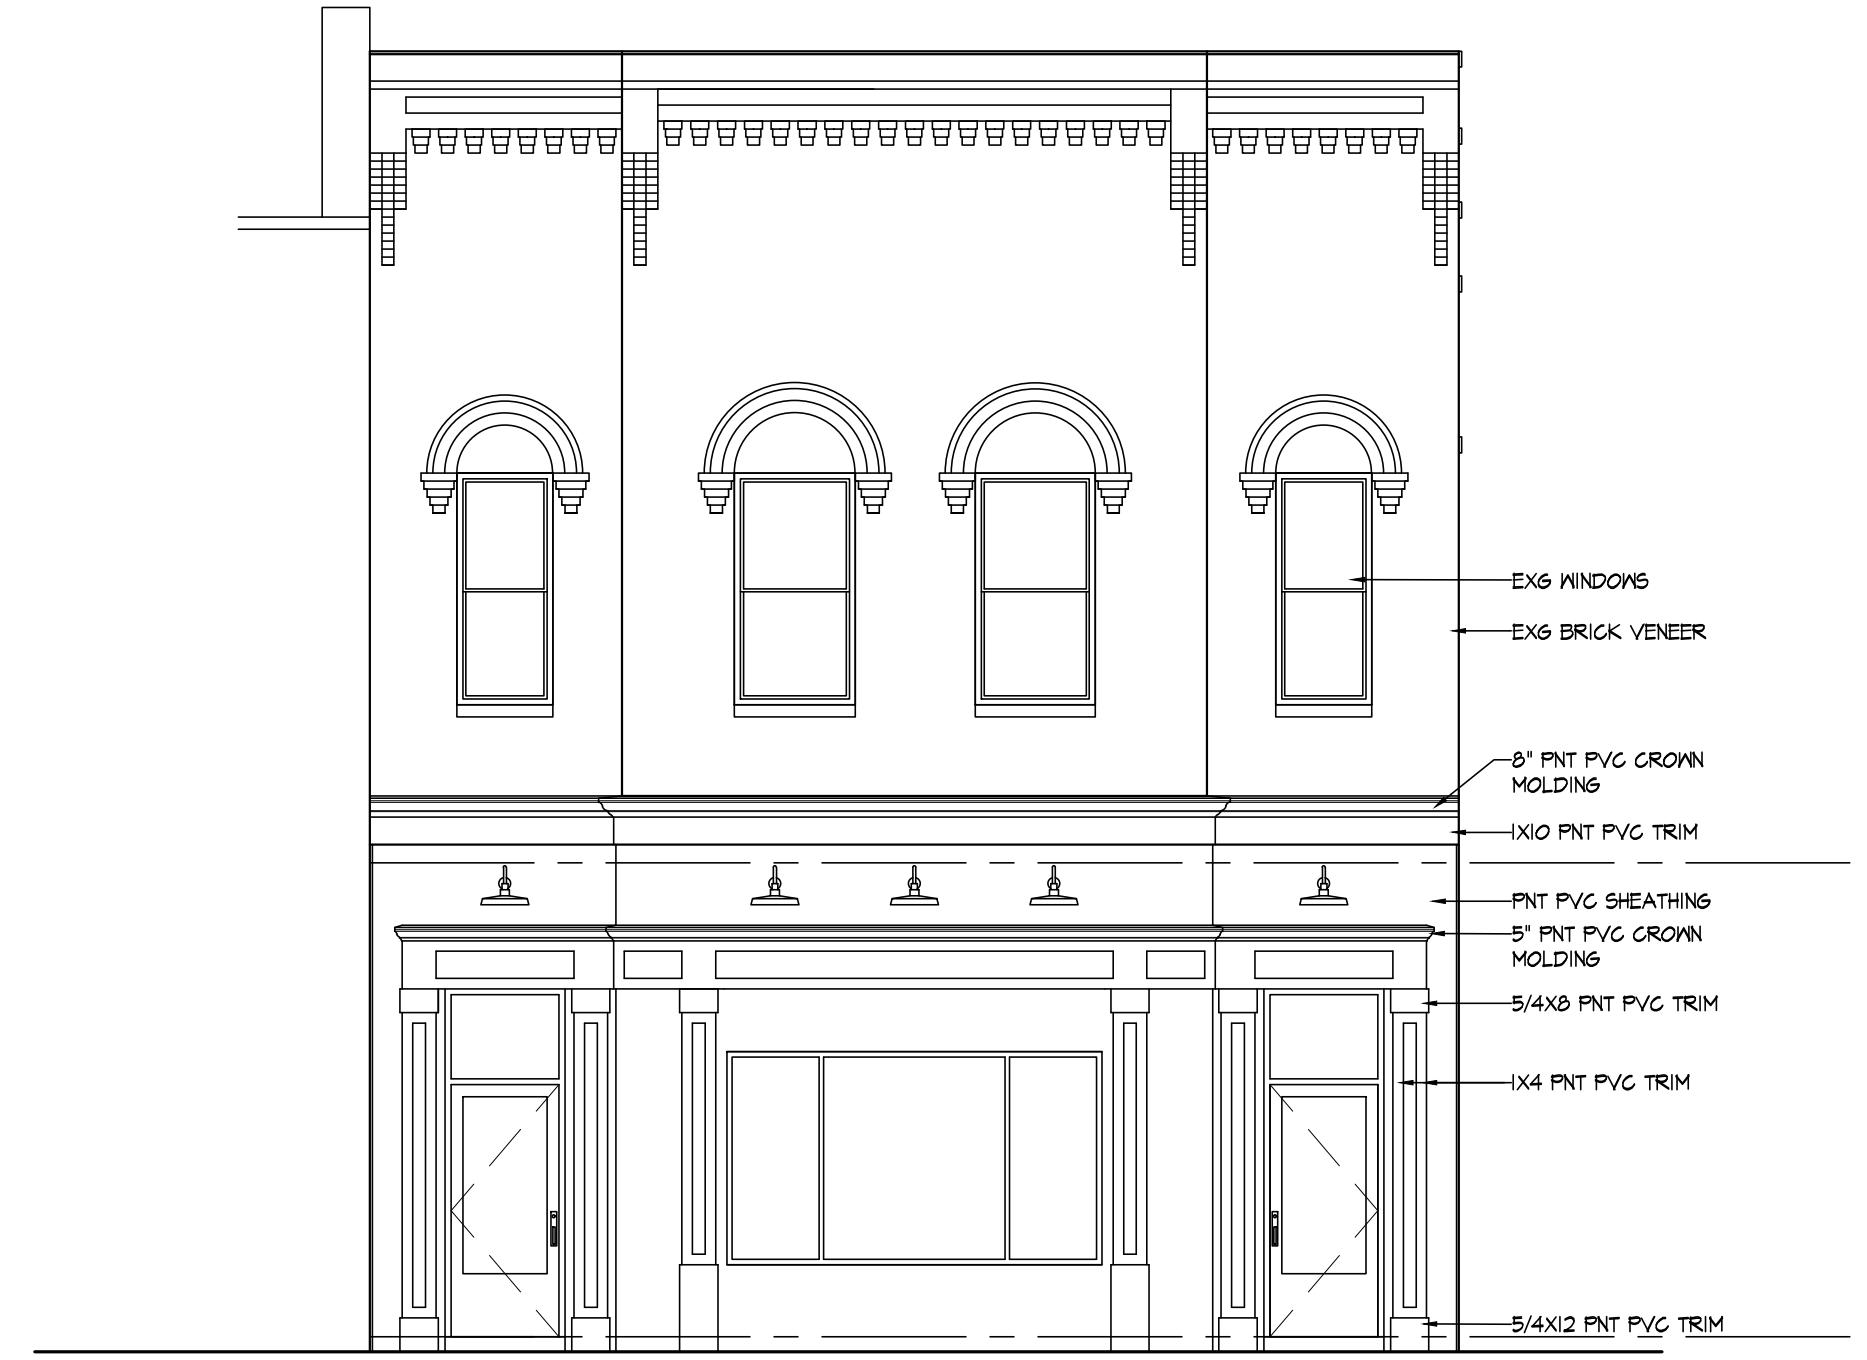 EXG WINDOWS
EXG BRICK VENEER
8" PNT PVC CROWN
MOLDING
1X10 PNT PVC TRIM
PNT PVC SHEATHING
5" PNT PVC CROWN
MOLDING
5/4X8 PNT PVC TRIM
1X4 PNT PVC TRIM
5/4X12 PNT PVC TRIM